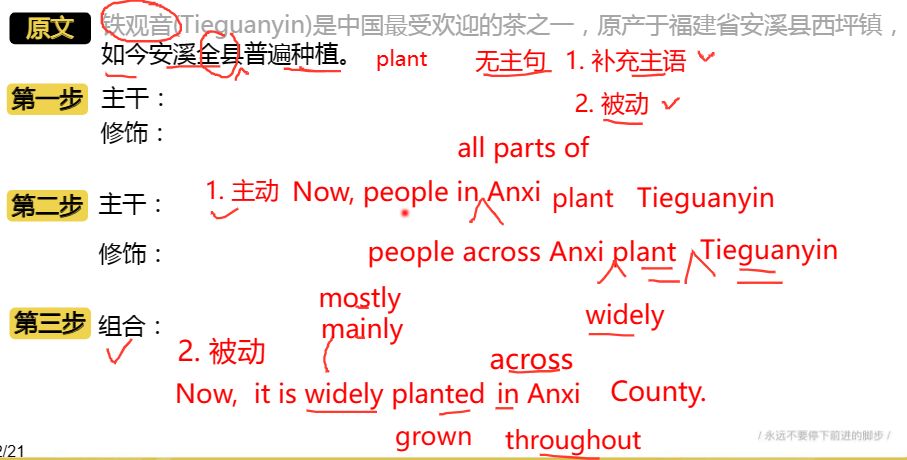 原文 铁观音(Tieguanyin)是中国最受欢迎的茶之一，原产于福建省安溪县西坪镇，
如今安溪全县普遍种植。 plant 无主句 1. 补充主语
第一步 主干：
2. 被动
修饰：
all parts of
第二步 主干： 1. 主动 Now, people in Anxi plant Tieguanyin
修饰： people across Anxi plant Tieguanyin
mostly
widely
第三步 组合： mainly
2. 被动
across
Now, it is widely planted in Anxi County.
grown throughout
/ 永远不要停下前进的脚步 /
2/21